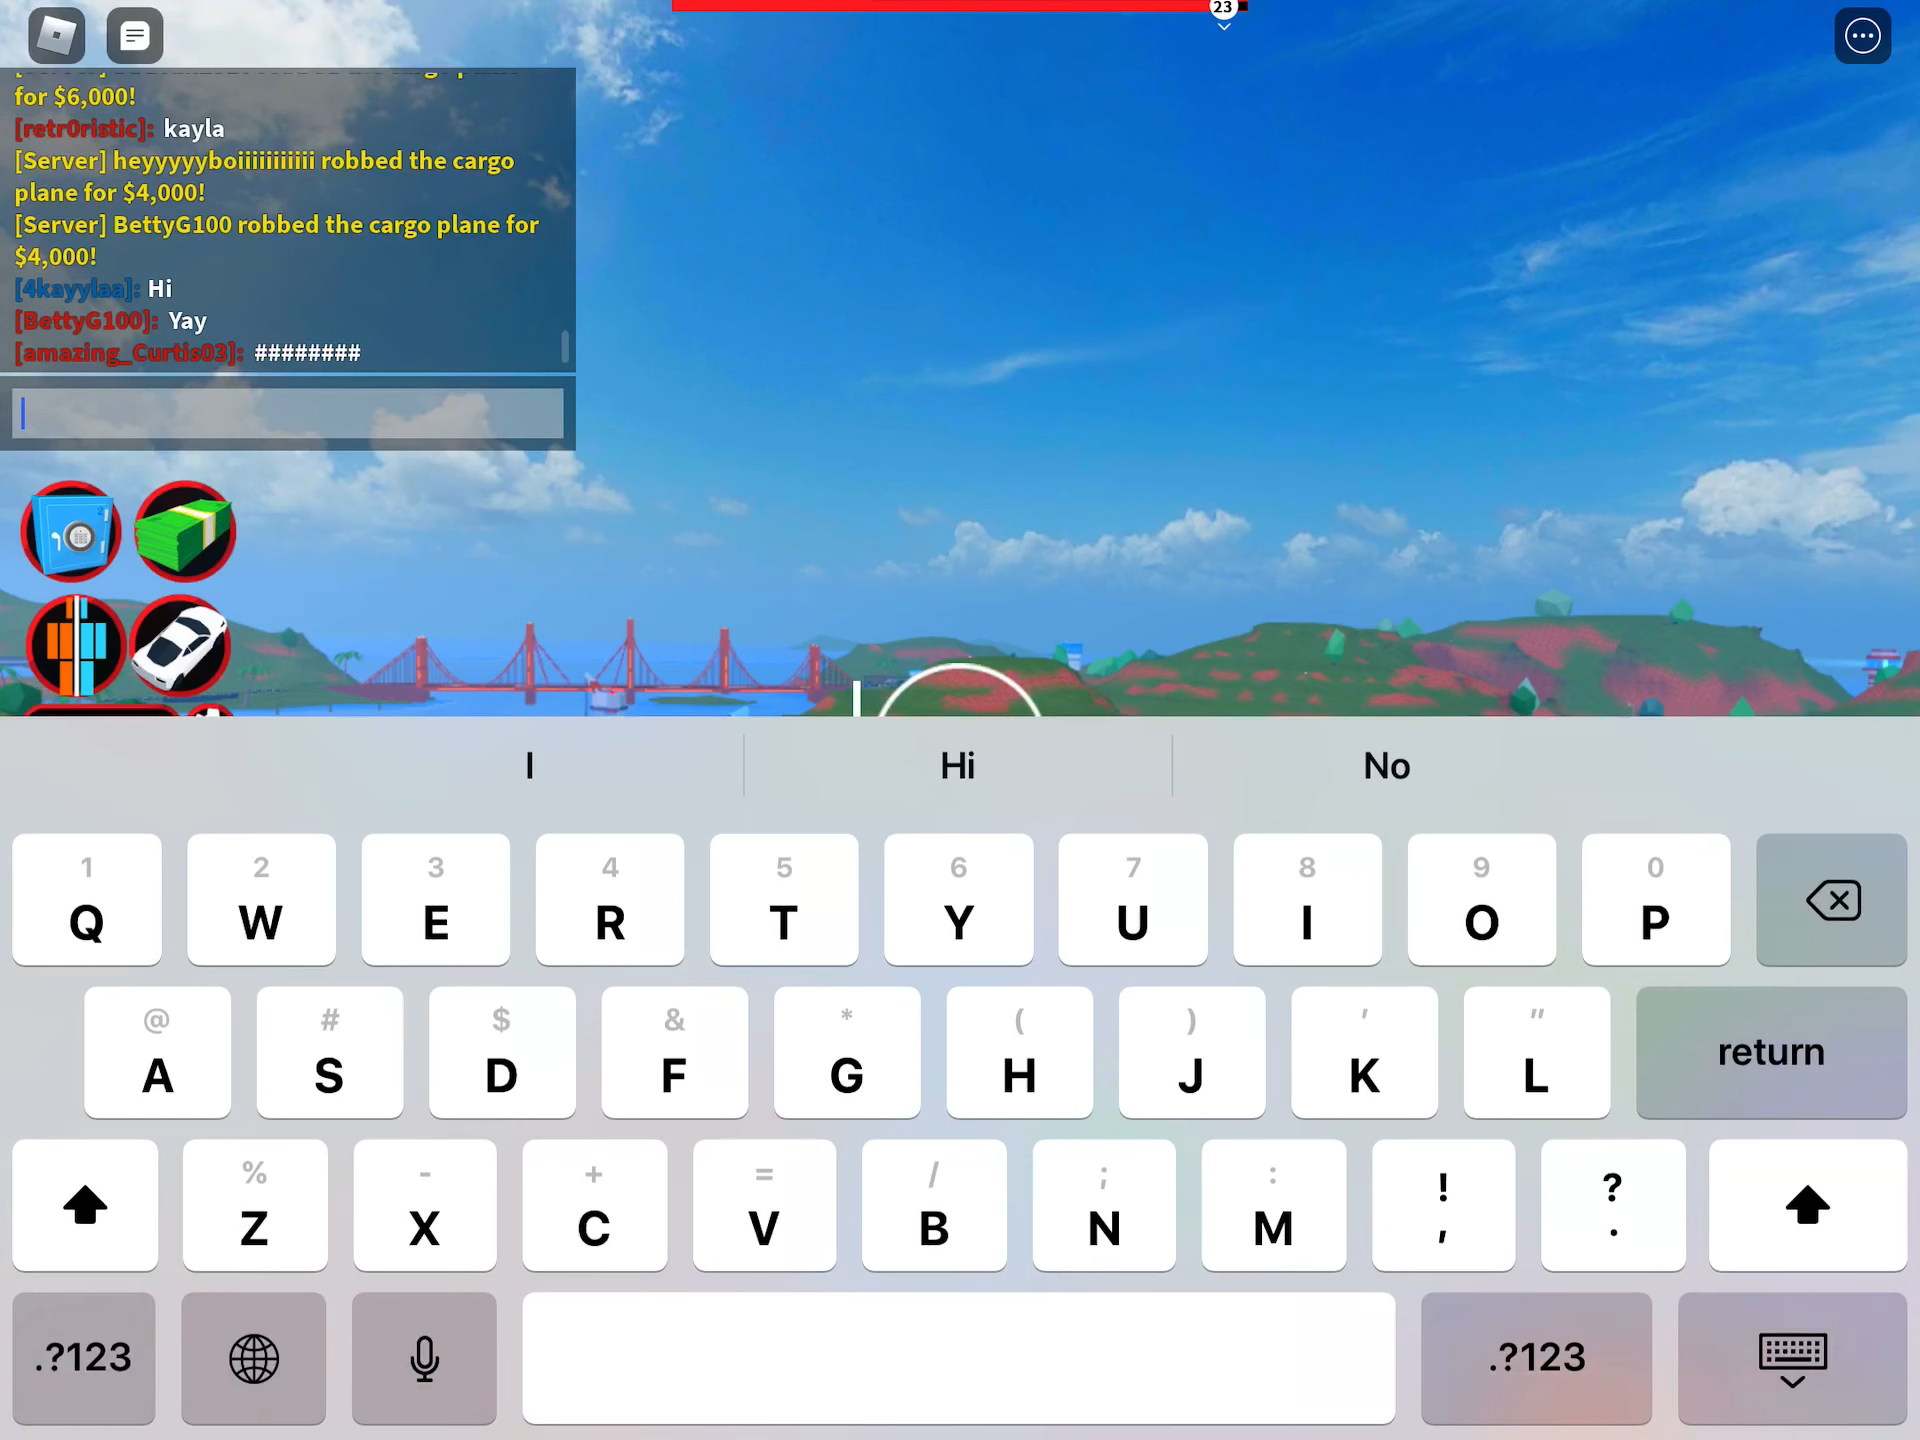 23
for $6,000!
[retr0ristic]: kayla
[Server] heyyyyyboiiiiiiiiiii robbed the cargo
plane for $4,000!
[Server] BettyG100 robbed the cargo plane for
$4,000!
[4kayylaa]: Hi
[BettyG100]: Yay
[amazing_Curtis03]: ########
I Hi No
1 2 3 4 5 6 7 8 9 0
Q W E R T Y U I O P
@ # $ & * ( ) ' "
A S D F G H J K L return
% - + = / ; : ! ?
Z X C V B N M , .
.?123 .?123